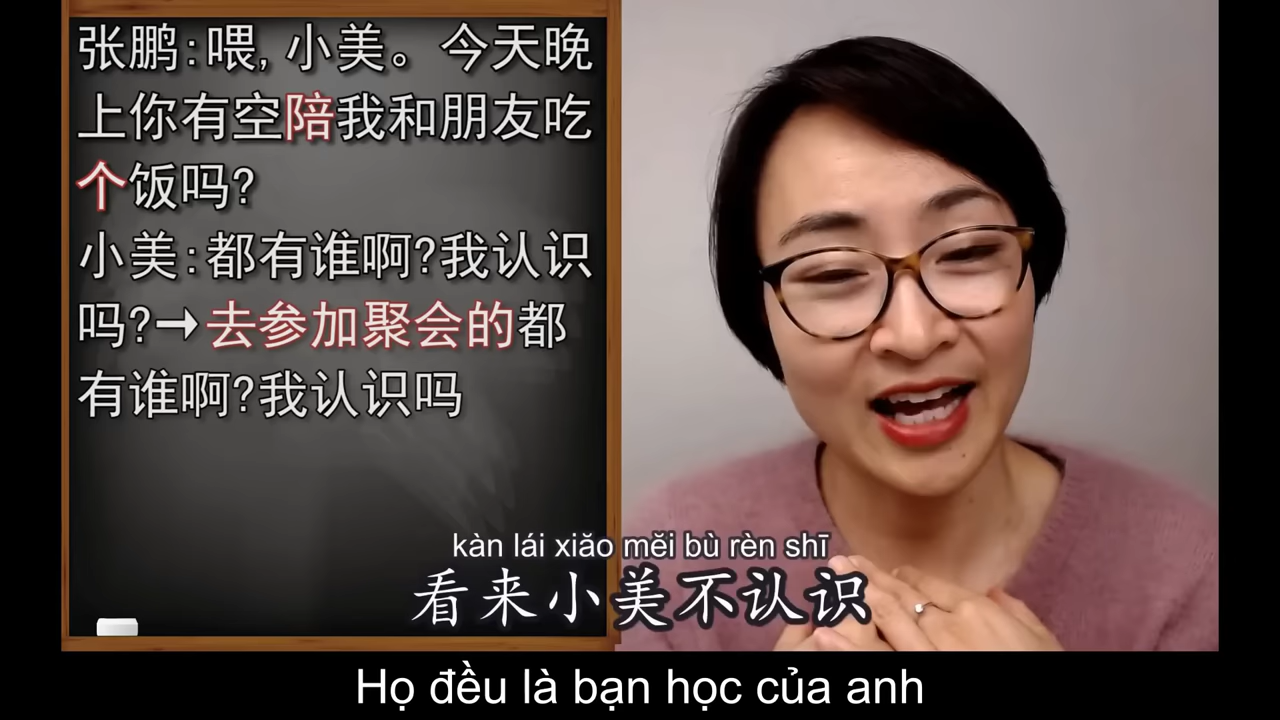 张鹏:喂,小美。今天晚
上你有空陪我和朋友吃
个饭吗?
小美:都有谁啊?我认识
吗?→去参加聚会的都
有谁啊?我认识吗
kàn lái xiǎo měi bù rèn shī
看来小美不认识
Họ đều là bạn học của anh